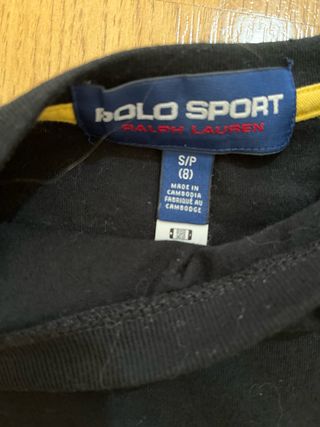 POLO SPORT
RALPH LAUREN
S/P
(8)
MADE IN
CAMBODIA
FABRIQUÉ AU
CAMBODGE